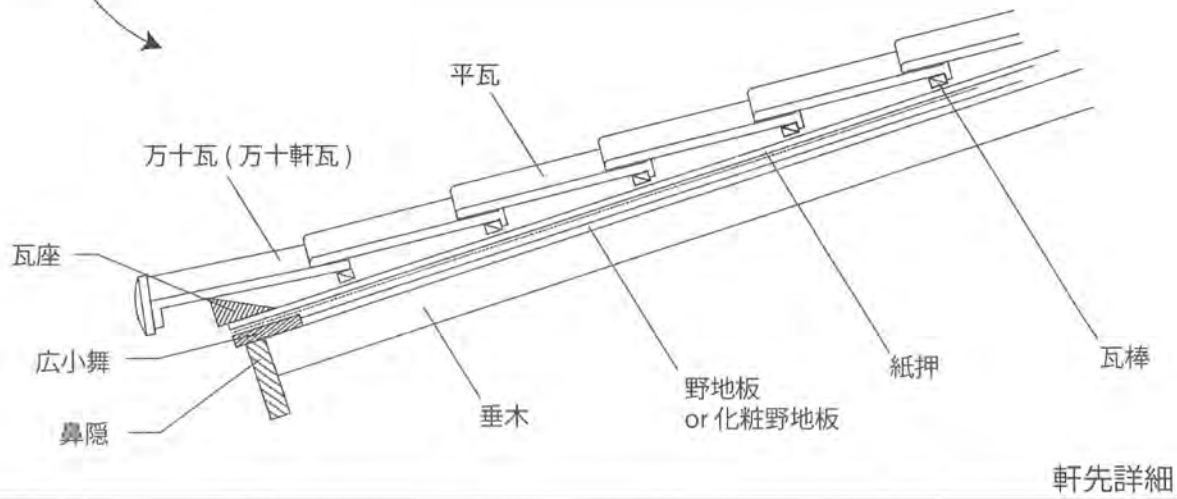 平瓦
万十瓦 ( 万十軒瓦 )
瓦座
広小舞
鼻隠
垂木
野地板
or 化粧野地板
紙押
瓦棒
軒先詳細